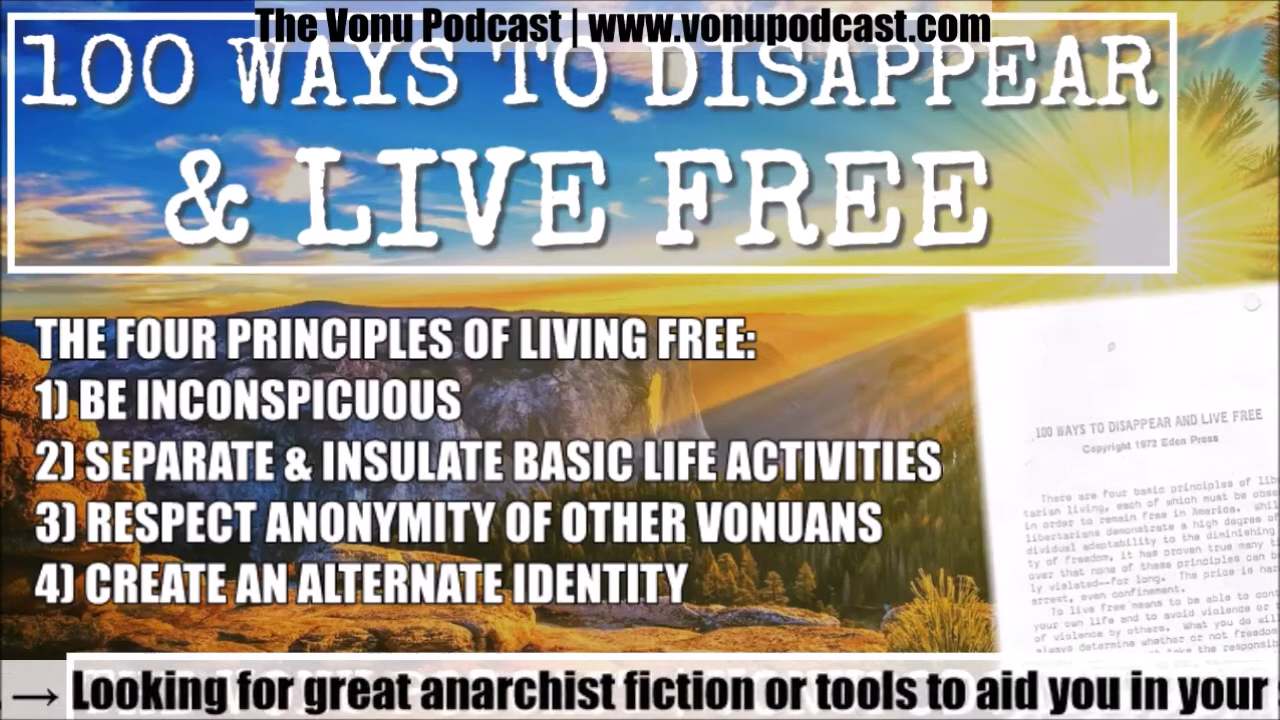 The Vonu Podcast | www.vonupodcast.com
100 WAYS TO DISAPPEAR
& LIVE FREE
THE FOUR PRINCIPLES OF LIVING FREE:
1) BE INCONSPICUOUS
2) SEPARATE & INSULATE BASIC LIFE ACTIVITIES
3) RESPECT ANONYMITY OF OTHER VONUANS
4) CREATE AN ALTERNATE IDENTITY
100 WAYS TO DISAPPEAR AND LIVE FREE
Copyright 1972 Eden Press
There are four basic principles of lib
tarian living, each of which must be obse
in order to remain free in America. Whil
libertarians demonstrate a high degree of
dividual adaptability to the diminishing
ty of freedom, it has proven true many t
over that none of these principles can b
ly violated--for long. The price is har
arrest, even confinement.
To live free means to be able to cont
your own life and to avoid violence or
of violence by others. What you do wil
always determine whether or not freedom
take the responsib
→ Looking for great anarchist fiction or tools to aid you in your